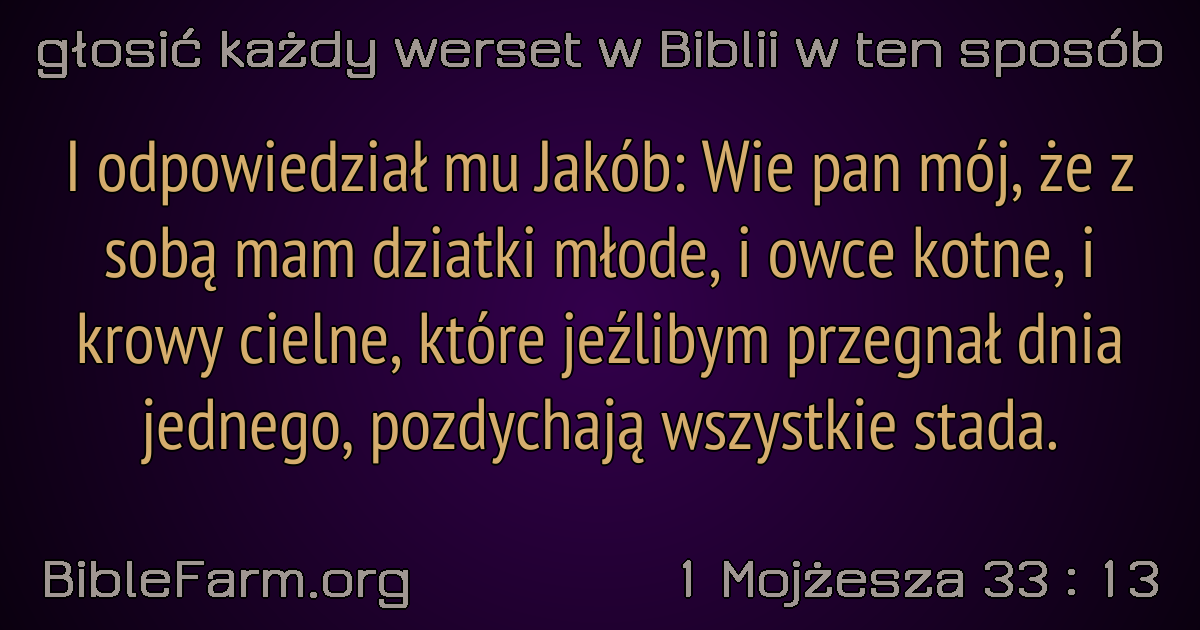 głosić każdy werset w Biblii w ten sposób
I odpowiedział mu Jakób: Wie pan mój, że z
sobą mam dziatki młode, i owce kotne, i
krowy cielne, które jeźlibym przegnał dnia
jednego, pozdychają wszystkie stada.
BibleFarm.org
1 Mojżesza 33 : 13